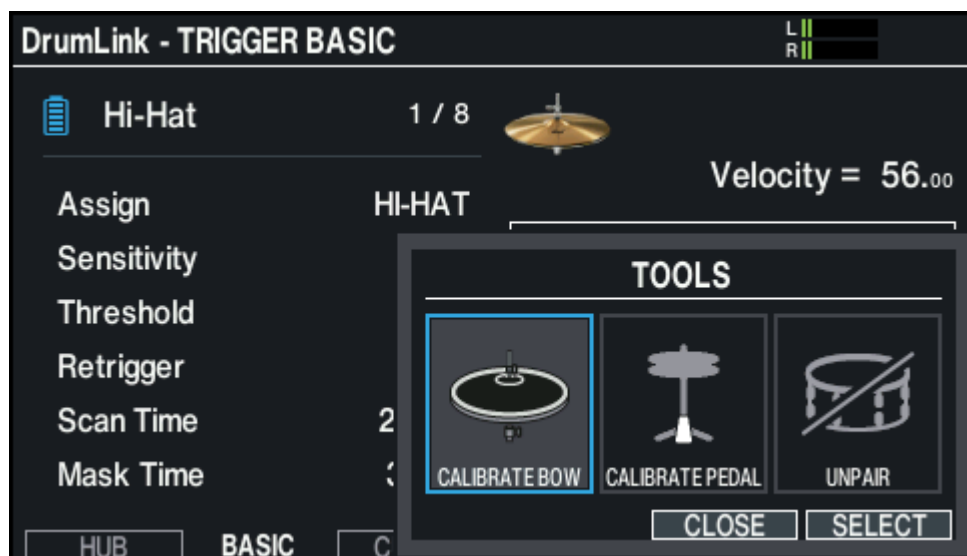 DrumLink - TRIGGER BASIC
L
R
Hi-Hat 1 / 8
Velocity = 56.00
Assign HI-HAT
Sensitivity
Threshold
Retrigger
Scan Time 2
Mask Time
TOOLS
CALIBRATE BOW CALIBRATE PEDAL UNPAIR
CLOSE SELECT
HUB BASIC C